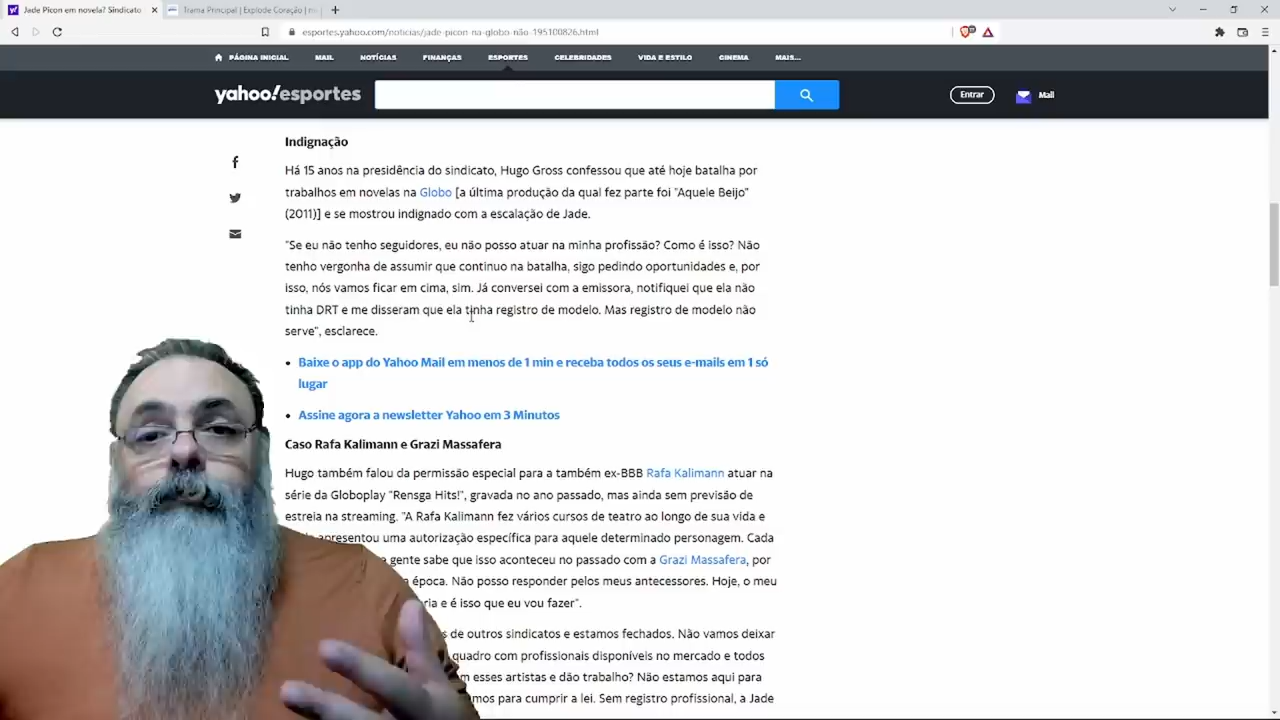 Jade Picon em novela? Sindicato
Trama Principal | Explode Coração |
esportes.yahoo.com/noticias/jade-picon-na-globo-não-195100826.html
PÁGINA INICIAL MAIL NOTÍCIAS FINANÇAS ESPORTES CELEBRIDADES VIDA E ESTILO CINEMA MAIS...
yahoo!esportes
Entrar
Mail
Indignação
Há 15 anos na presidência do sindicato, Hugo Gross confessou que até hoje batalha por
trabalhos em novelas na Globo [a última produção da qual fez parte foi "Aquele Beijo"
(2011)] e se mostrou indignado com a escalação de Jade.
"Se eu não tenho seguidores, eu não posso atuar na minha profissão? Como é isso? Não
tenho vergonha de assumir que continuo na batalha, sigo pedindo oportunidades e, por
isso, nós vamos ficar em cima, sim. Já conversei com a emissora, notifiquei que ela não
tinha DRT e me disseram que ela tinha registro de modelo. Mas registro de modelo não
serve", esclarece.
• Baixe o app do Yahoo Mail em menos de 1 min e receba todos os seus e-mails em 1 só
lugar
• Assine agora a newsletter Yahoo em 3 Minutos
Caso Rafa Kalimann e Grazi Massafera
Hugo também falou da permissão especial para a também ex-BBB Rafa Kalimann atuar na
série da Globoplay "Rensga Hits!", gravada no ano passado, mas ainda sem previsão de
estreia na streaming. "A Rafa Kalimann fez vários cursos de teatro ao longo de sua vida e
apresentou uma autorização específica para aquele determinado personagem. Cada
gente sabe que isso aconteceu no passado com a Grazi Massafera, por
época. Não posso responder pelos meus antecessores. Hoje, o meu
e é isso que eu vou fazer".
de outros sindicatos e estamos fechados. Não vamos deixar
quadro com profissionais disponíveis no mercado e todos
esses artistas e dão trabalho? Não estamos aqui para
para cumprir a lei. Sem registro profissional, a Jade